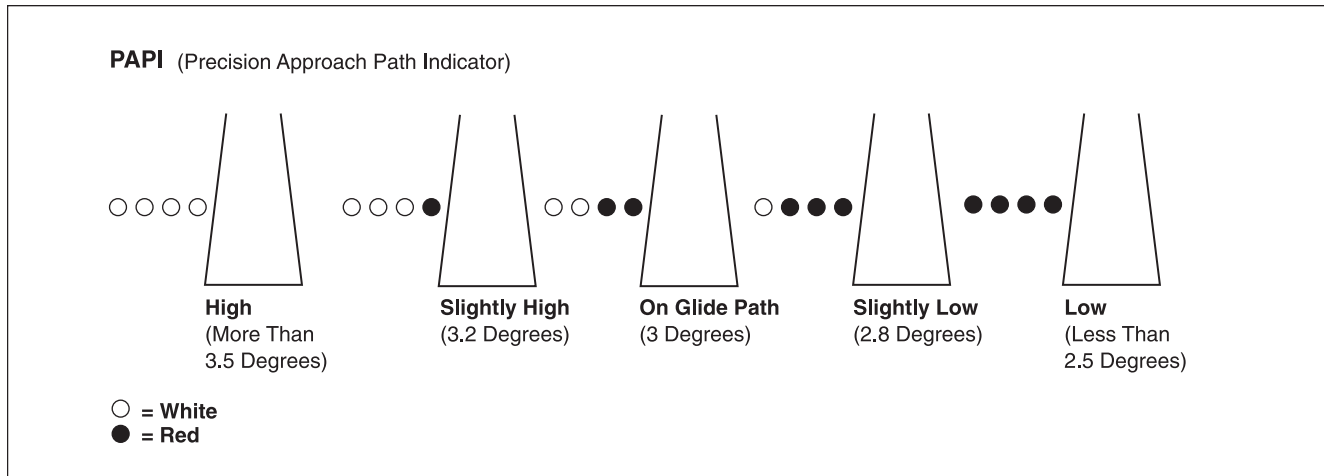 PAPI (Precision Approach Path Indicator)
High
(More Than
3.5 Degrees)
Slightly High
(3.2 Degrees)
On Glide Path
(3 Degrees)
Slightly Low
(2.8 Degrees)
Low
(Less Than
2.5 Degrees)
= White
= Red